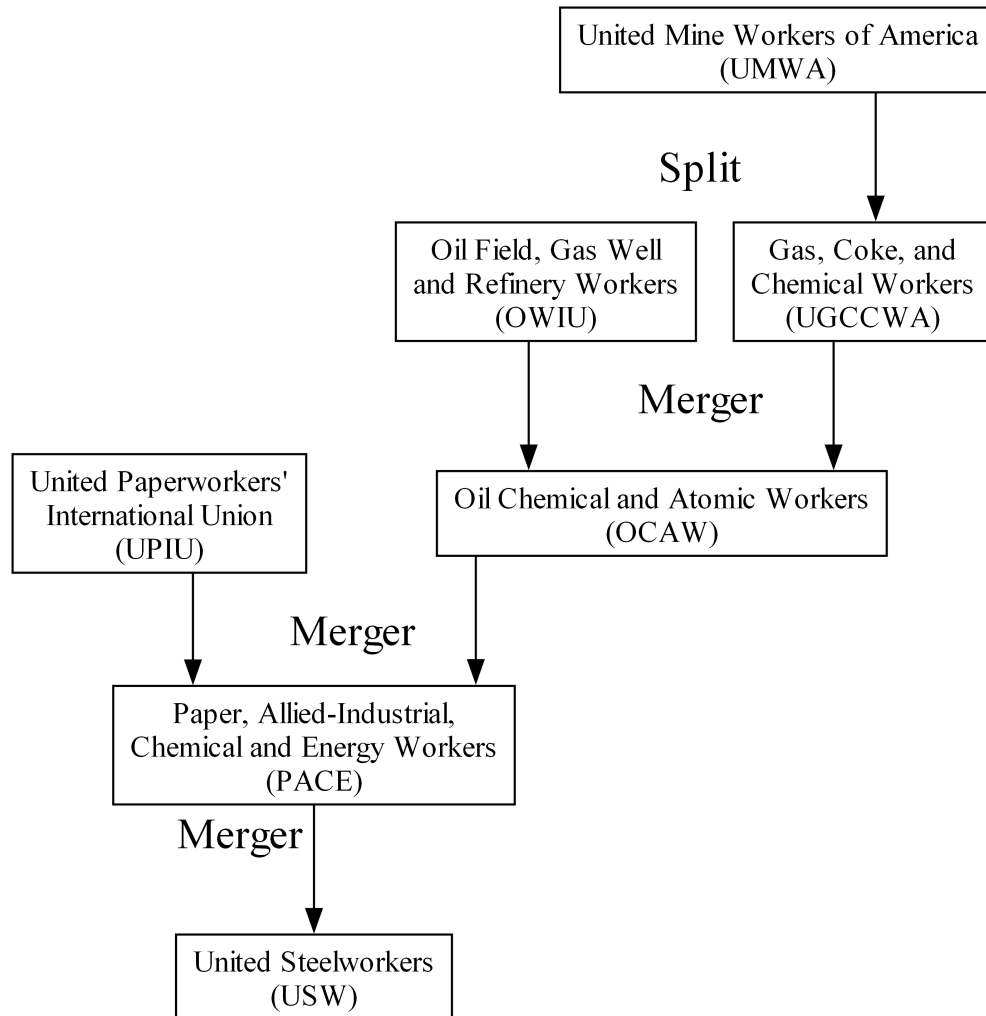 United Mine Workers of America
(UMWA)
Split
Oil Field, Gas Well
and Refinery Workers
(OWIU)
Gas, Coke, and
Chemical Workers
(UGCCWA)
Merger
United Paperworkers'
International Union
(UPIU)
Oil Chemical and Atomic Workers
(OCAW)
Merger
Paper, Allied-Industrial,
Chemical and Energy Workers
(PACE)
Merger
United Steelworkers
(USW)